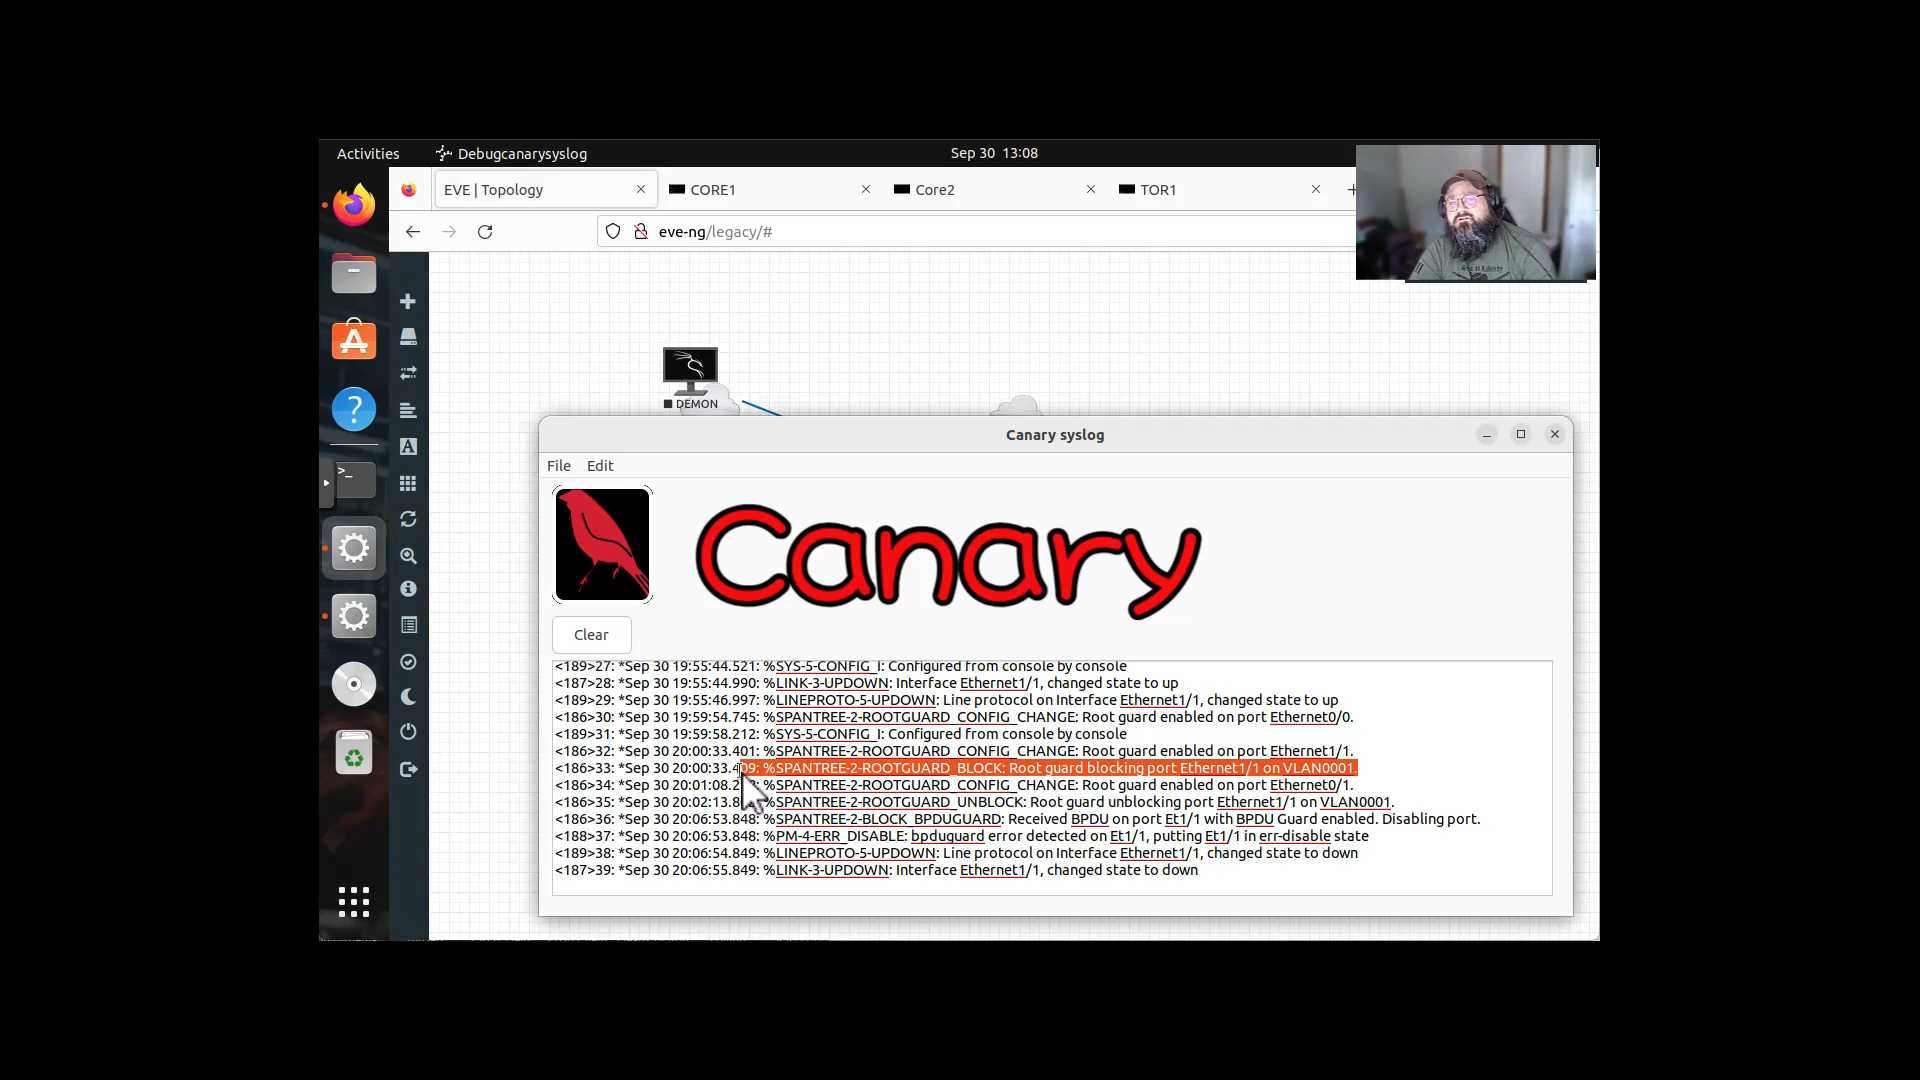 Activities
Debugcanarysyslog
Sep 30 13:08
EVE | Topology
CORE1
Core2
TOR1
eve-ng/legacy/#
DEMON
Canary syslog
File Edit
Canary
Clear
<189>27: *Sep 30 19:55:44.521: %SYS-5-CONFIG_I: Configured from console by console
<187>28: *Sep 30 19:55:44.990: %LINK-3-UPDOWN: Interface Ethernet1/1, changed state to up
<189>29: *Sep 30 19:55:46.997: %LINEPROTO-5-UPDOWN: Line protocol on Interface Ethernet1/1, changed state to up
<186>30: *Sep 30 19:59:54.745: %SPANTREE-2-ROOTGUARD_CONFIG_CHANGE: Root guard enabled on port Ethernet0/0.
<189>31: *Sep 30 19:59:58.212: %SYS-5-CONFIG_I: Configured from console by console
<186>32: *Sep 30 20:00:33.401: %SPANTREE-2-ROOTGUARD_CONFIG_CHANGE: Root guard enabled on port Ethernet1/1.
<186>33: *Sep 30 20:00:33.409: %SPANTREE-2-ROOTGUARD_BLOCK: Root guard blocking port Ethernet1/1 on VLAN0001.
<186>34: *Sep 30 %SPANTREE-2-ROOTGUARD_CONFIG_CHANGE: Root guard enabled on port Ethernet0/1.
<186>35: *Sep 30 %SPANTREE-2-ROOTGUARD_UNBLOCK: Root guard unblocking port Ethernet1/1 on VLAN0001.
<186>36: *Sep 30 20:06:53.848: %SPANTREE-2-BLOCK_BPDUGUARD: Received BPDU on port Et1/1 with BPDU Guard enabled. Disabling port.
<188>37: *Sep 30 20:06:53.848: %PM-4-ERR_DISABLE: bpduguard error detected on Et1/1, putting Et1/1 in err-disable state
<189>38: *Sep 30 20:06:54.849: %LINEPROTO-5-UPDOWN: Line protocol on Interface Ethernet1/1, changed state to down
<187>39: *Sep 30 20:06:55.849: %LINK-3-UPDOWN: Interface Ethernet1/1, changed state to down